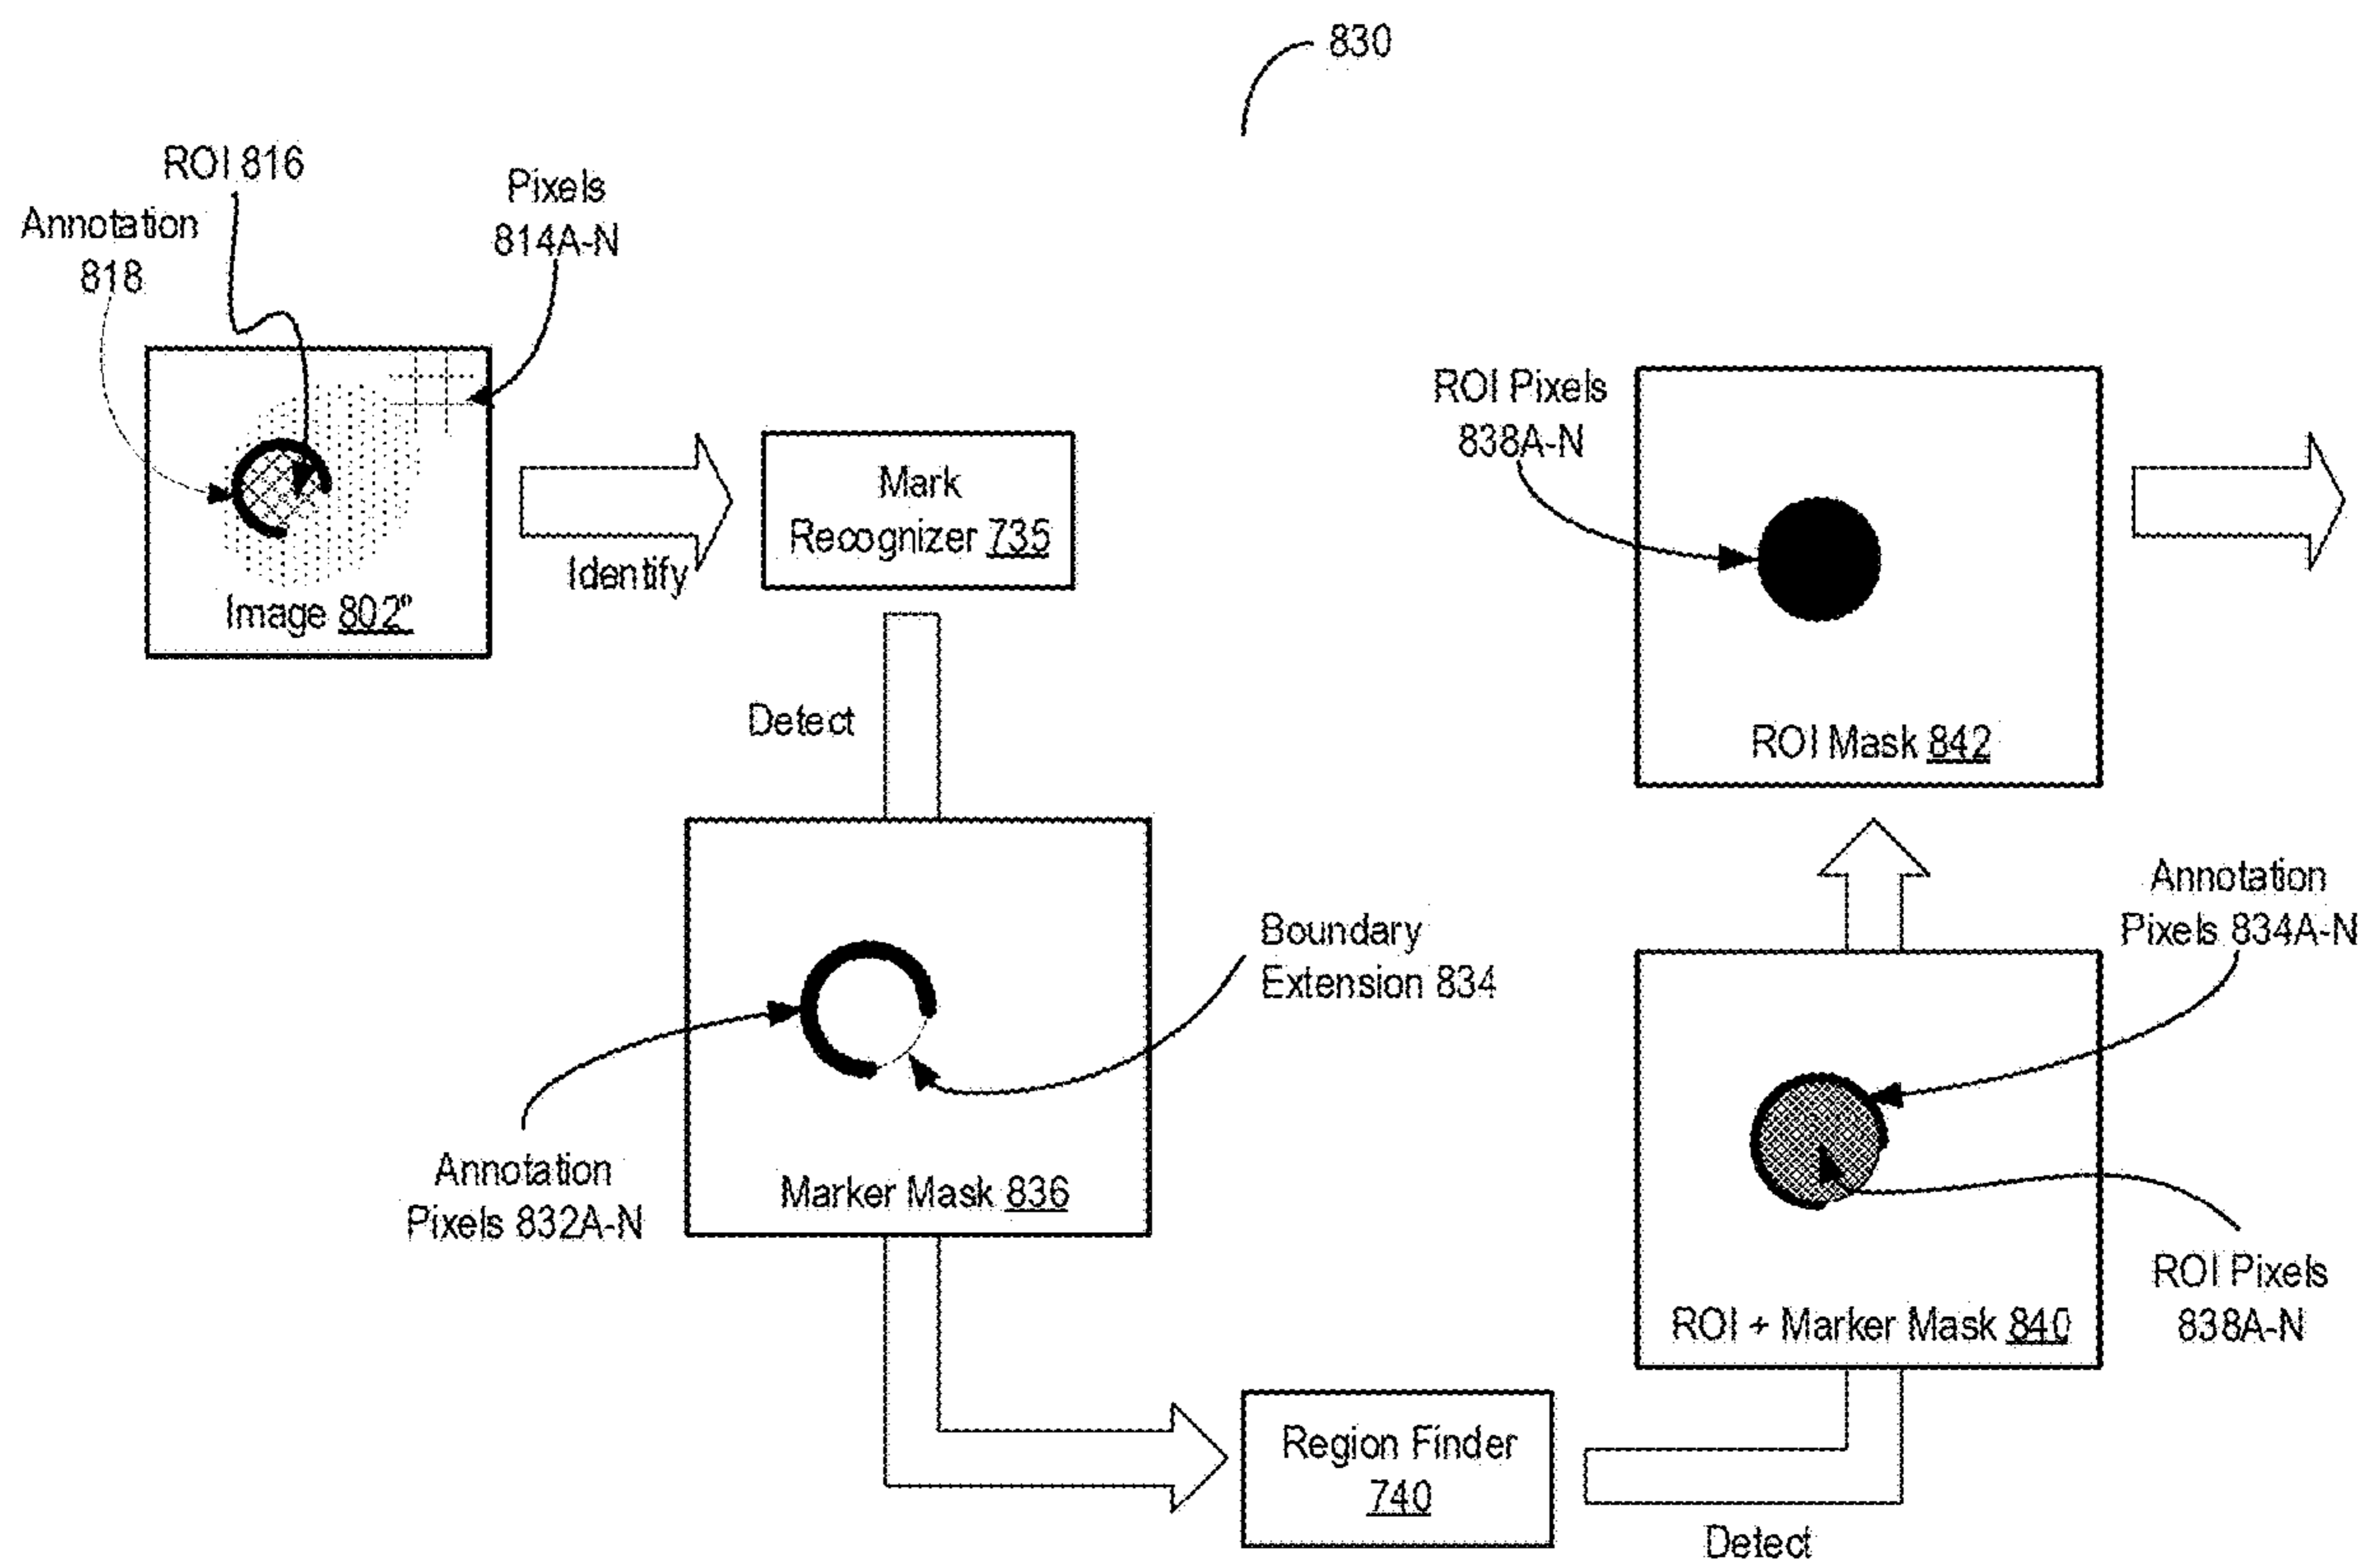 830
ROI 816
Pixels
814A-N
Annotation
818
Image 802"
Identify
Mark
Recognizer 735
Detect
ROI Pixels
838A-N
ROI Mask 842
Boundary
Extension 834
Annotation
Pixels 832A-N
Marker Mask 836
Annotation
Pixels 834A-N
ROI Pixels
838A-N
ROI + Marker Mask 840
Region Finder
740
Detect